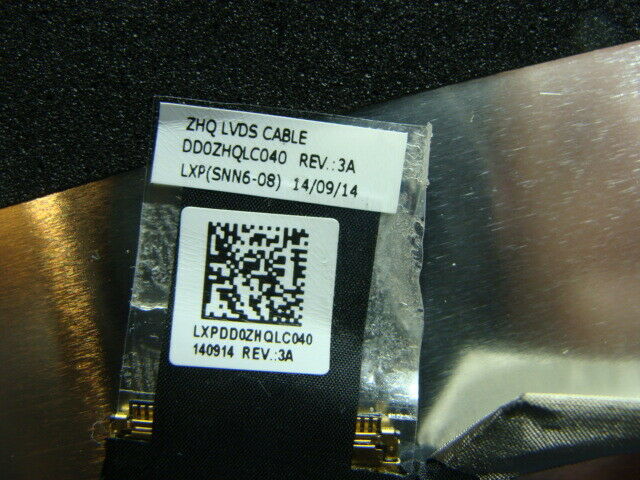 ZHQ LVDS CABLE
DD0ZHQLC040 REV.:3A
LXP(SNN6-08) 14/09/14
LXPDD0ZHQLC040
140914 REV.:3A